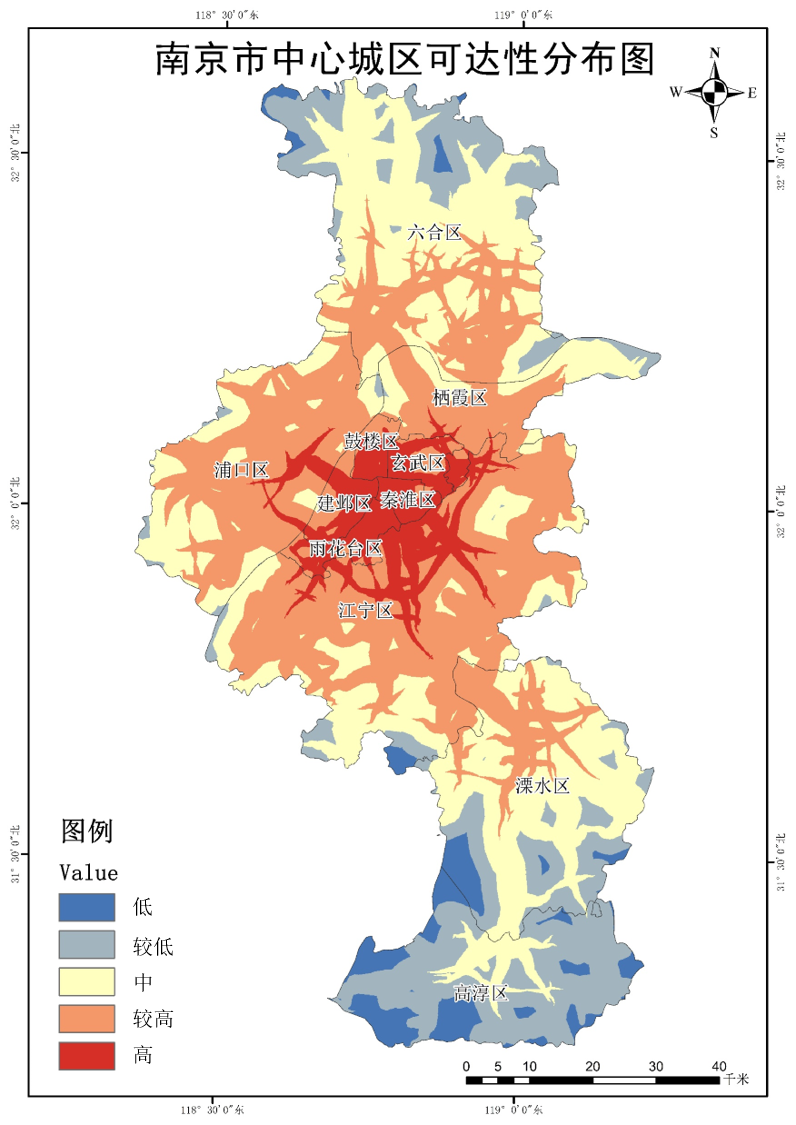 118° 30′0″东
119° 0′0″东
南京市中心城区可达性分布图
N
W
E
S
32° 30′0″北
32° 30′0″北
六合区
栖霞区
鼓楼区
玄武区
浦口区
建邺区
秦淮区
32° 0′0″北
32° 0′0″北
雨花台区
江宁区
溧水区
图例
Value
31° 30′0″北
31° 30′0″北
低
较低
中
较高
高
高淳区
0 5 10 20 30 40
千米
118° 30′0″东
119° 0′0″东